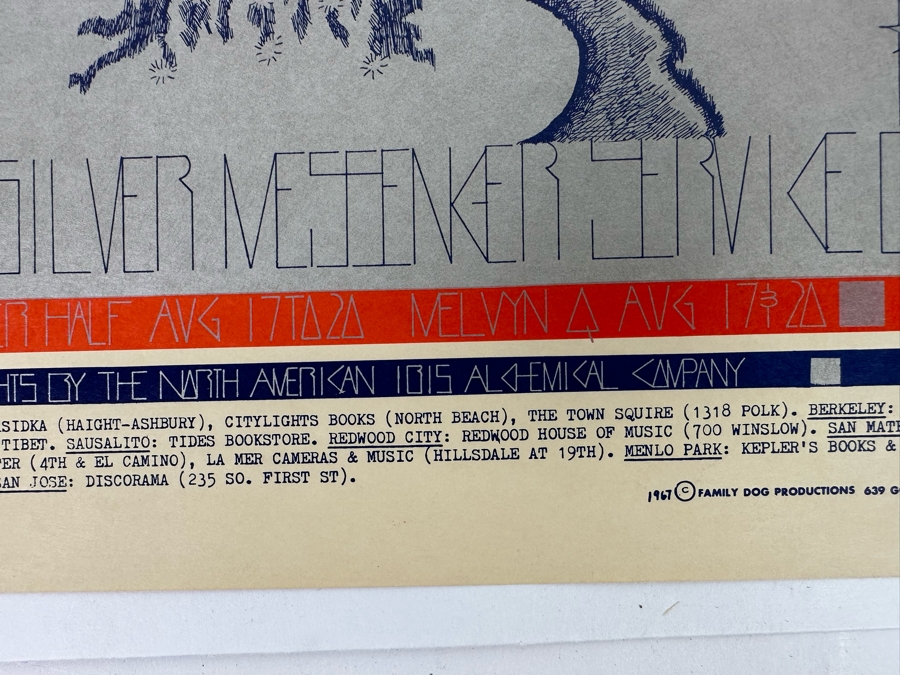 SILVER MESSENGER SERVICE
ER HALF AUG 17 TO 20 MELVYN Q AUG 17 & 20
HTS BY THE NORTH AMERICAN IBIS ALCHEMICAL COMPANY
ASIDKA (HAIGHT-ASHBURY), CITYLIGHTS BOOKS (NORTH BEACH), THE TOWN SQUIRE (1318 POLK). BERKELEY:
TIBET. SAUSALITO: TIDES BOOKSTORE. REDWOOD CITY: REDWOOD HOUSE OF MUSIC (700 WINSLOW). SAN MATE
TER (4TH & EL CAMINO), LA MER CAMERAS & MUSIC (HILLSDALE AT 19TH). MENLO PARK: KEPLER'S BOOKS &
SAN JOSE: DISCORAMA (235 SO. FIRST ST).
1967 © FAMILY DOG PRODUCTIONS 639 G